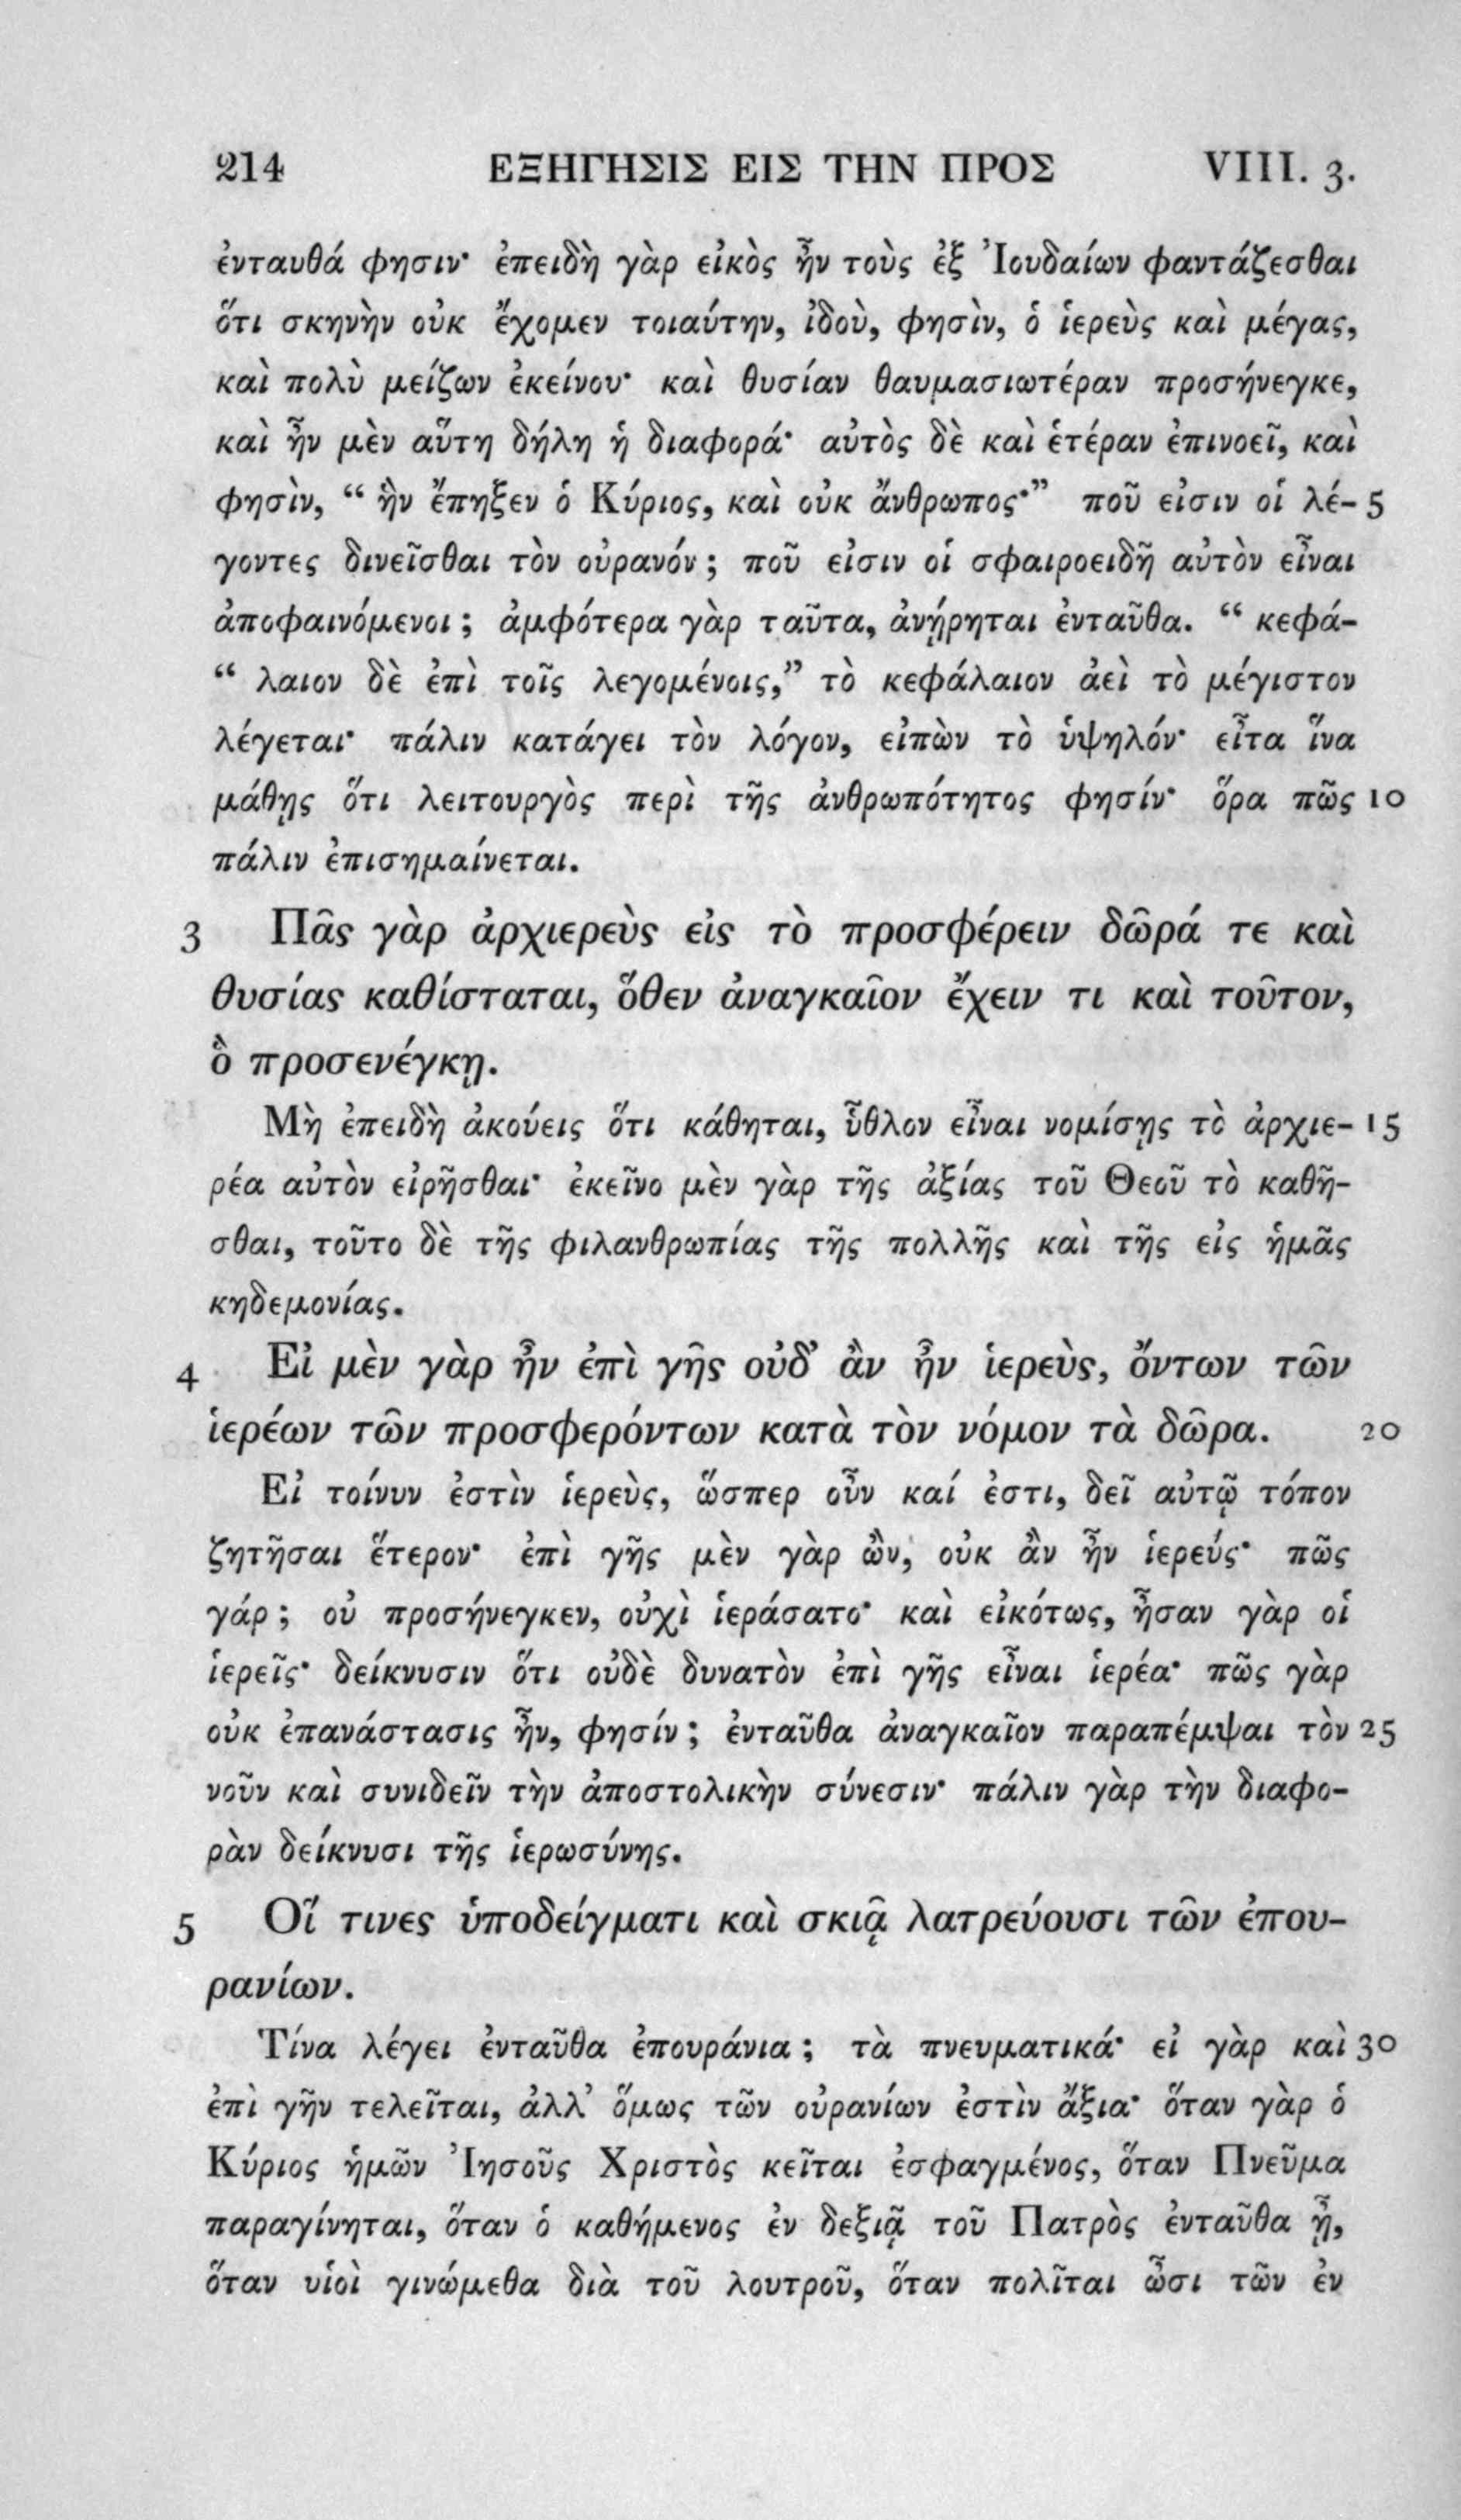 214 ΕΞΗΓΗΣΙΣ ΕΙΣ ΤΗΝ ΠΡΟΣ VIII. 3.
ἐνταυθά φησιν· ἐπειδὴ γὰρ εἰκὸς ἦν τοὺς ἐξ Ἰουδαίων φαντάζεσθαι
ὅτι σκηνὴν οὐκ ἔχομεν τοιαύτην, ἰδοὺ, φησὶν, ὁ ἱερεὺς καὶ μέγας,
καὶ πολὺ μείζων ἐκείνου· καὶ θυσίαν θαυμασιωτέραν προσήνεγκε,
καὶ ἦν μὲν αὕτη δήλη ἡ διαφορά· αὐτὸς δὲ καὶ ἑτέραν ἐπινοεῖ, καὶ
φησὶν, “ ἣν ἔπηξεν ὁ Κύριος, καὶ οὐκ ἄνθρωπος·” ποῦ εἰσιν οἱ λέ- 5
γοντες δινεῖσθαι τὸν οὐρανόν ; ποῦ εἰσιν οἱ σφαιροειδῆ αὐτὸν εἶναι
ἀποφαινόμενοι ; ἀμφότερα γὰρ ταῦτα, ἀνῄρηται ἐνταῦθα. “ κεφά-
“ λαιον δὲ ἐπὶ τοῖς λεγομένοις,” τὸ κεφάλαιον ἀεὶ τὸ μέγιστον
λέγεται· πάλιν κατάγει τὸν λόγον, εἰπὼν τὸ ὑψηλόν· εἶτα ἵνα
μάθῃς ὅτι λειτουργὸς περὶ τῆς ἀνθρωπότητος φησίν· ὅρα πῶς 10
πάλιν ἐπισημαίνεται.
3 Πᾶς γὰρ ἀρχιερεὺς εἰς τὸ προσφέρειν δῶρά τε καὶ
θυσίας καθίσταται, ὅθεν ἀναγκαῖον ἔχειν τι καὶ τοῦτον,
ὃ προσενέγκῃ.
Μὴ ἐπειδὴ ἀκούεις ὅτι κάθηται, ὗθλον εἶναι νομίσῃς τὸ ἀρχιε- 15
ρέα αὐτὸν εἰρῆσθαι· ἐκεῖνο μὲν γὰρ τῆς ἀξίας τοῦ Θεοῦ τὸ καθῆ-
σθαι, τοῦτο δὲ τῆς φιλανθρωπίας τῆς πολλῆς καὶ τῆς εἰς ἡμᾶς
κηδεμονίας.
4 Εἰ μὲν γὰρ ἦν ἐπὶ γῆς οὐδ’ ἂν ἦν ἱερεὺς, ὄντων τῶν
ἱερέων τῶν προσφερόντων κατὰ τὸν νόμον τὰ δῶρα. 20
Εἰ τοίνυν ἐστὶν ἱερεὺς, ὥσπερ οὖν καί ἐστι, δεῖ αὐτῷ τόπον
ζητῆσαι ἕτερον· ἐπὶ γῆς μὲν γὰρ ὢν, οὐκ ἂν ἦν ἱερεύς· πῶς
γάρ ; οὐ προσήνεγκεν, οὐχὶ ἱεράσατο· καὶ εἰκότως, ἦσαν γὰρ οἱ
ἱερεῖς· δείκνυσιν ὅτι οὐδὲ δυνατὸν ἐπὶ γῆς εἶναι ἱερέα· πῶς γὰρ
οὐκ ἐπανάστασις ἦν, φησίν ; ἐνταῦθα ἀναγκαῖον παραπέμψαι τὸν 25
νοῦν καὶ συνιδεῖν τὴν ἀποστολικὴν σύνεσιν· πάλιν γὰρ τὴν διαφο-
ρὰν δείκνυσι τῆς ἱερωσύνης.
5 Οἵ τινες ὑποδείγματι καὶ σκιᾷ λατρεύουσι τῶν ἐπου-
ρανίων.
Τίνα λέγει ἐνταῦθα ἐπουράνια ; τὰ πνευματικά· εἰ γὰρ καὶ 30
ἐπὶ γῆν τελεῖται, ἀλλ’ ὅμως τῶν οὐρανίων ἐστὶν ἄξια· ὅταν γὰρ ὁ
Κύριος ἡμῶν Ἰησοῦς Χριστὸς κεῖται ἐσφαγμένος, ὅταν Πνεῦμα
παραγίνηται, ὅταν ὁ καθήμενος ἐν δεξιᾷ τοῦ Πατρὸς ἐνταῦθα ᾖ,
ὅταν υἱοὶ γινώμεθα διὰ τοῦ λουτροῦ, ὅταν πολῖται ὦσι τῶν ἐν